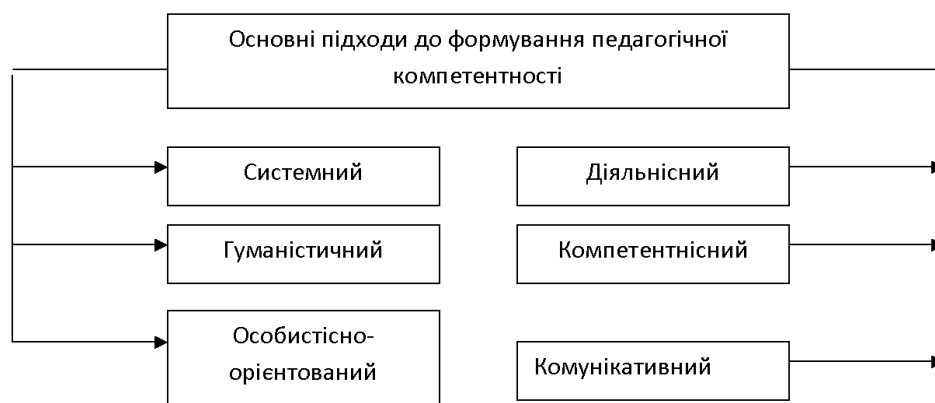 Основні підходи до формування педагогічної
компетентності
Системний
Діяльнісний
Гуманістичний
Компетентнісний
Особистісно-
орієнтований
Комунікативний